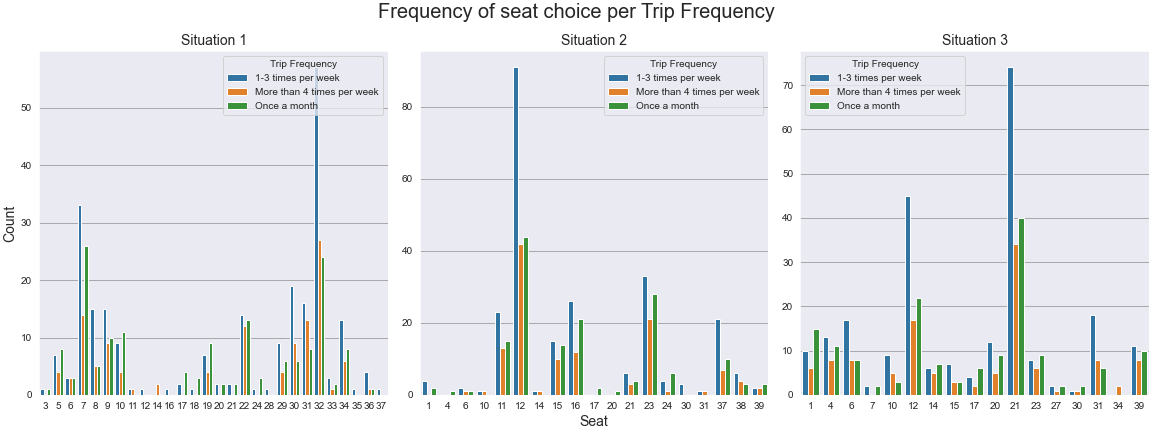 Frequency of seat choice per Trip Frequency
Situation 1
Situation 2
Situation 3
Trip Frequency
1-3 times per week
More than 4 times per week
Once a month
Trip Frequency
1-3 times per week
More than 4 times per week
Once a month
Trip Frequency
1-3 times per week
More than 4 times per week
Once a month
Count
50
40
30
20
10
0
80
60
40
20
0
70
60
50
40
30
20
10
0
3 5 6 7 8 9 10 11 12 14 16 17 18 19 20 21 22 24 28 29 30 31 32 33 34 35 36 37
1 4 6 10 11 12 14 15 16 17 20 21 23 24 30 31 37 38 39
1 4 6 7 10 12 14 15 17 20 21 23 27 30 31 34 39
Seat